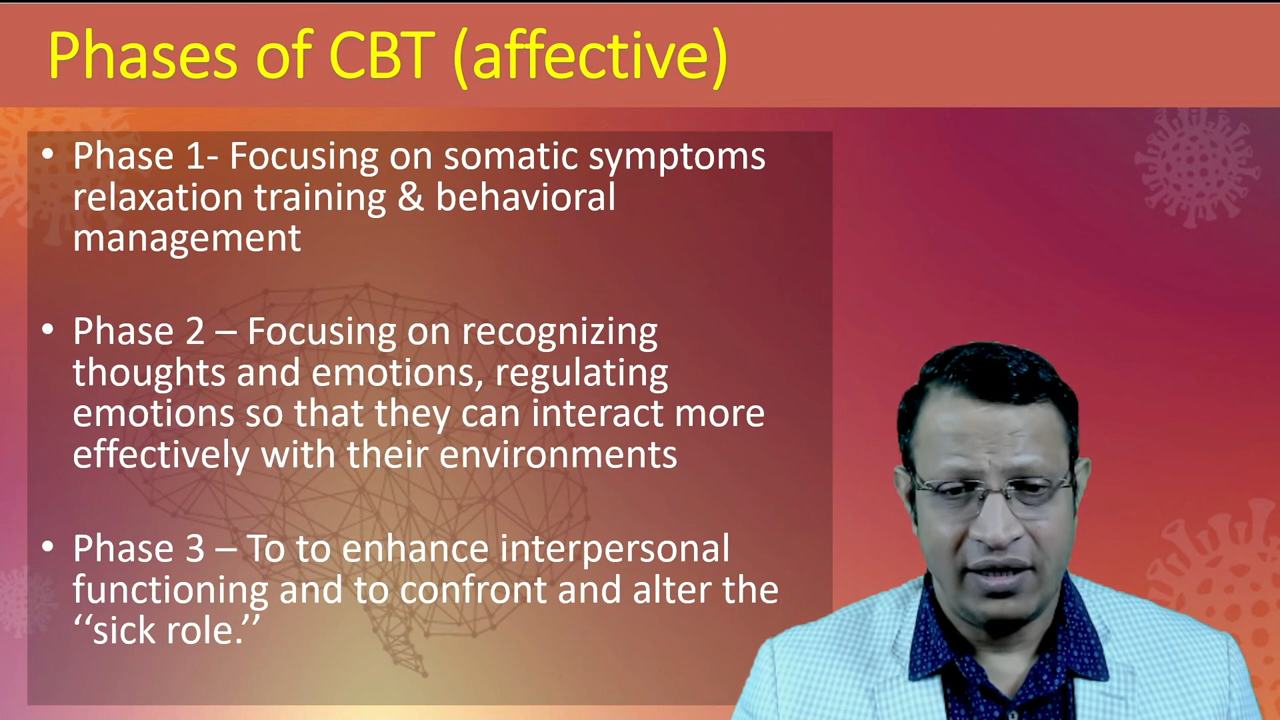 Phases of CBT (affective)
• Phase 1- Focusing on somatic symptoms
relaxation training & behavioral
management
• Phase 2 – Focusing on recognizing
thoughts and emotions, regulating
emotions so that they can interact more
effectively with their environments
• Phase 3 – To to enhance interpersonal
functioning and to confront and alter the
‘‘sick role.’’